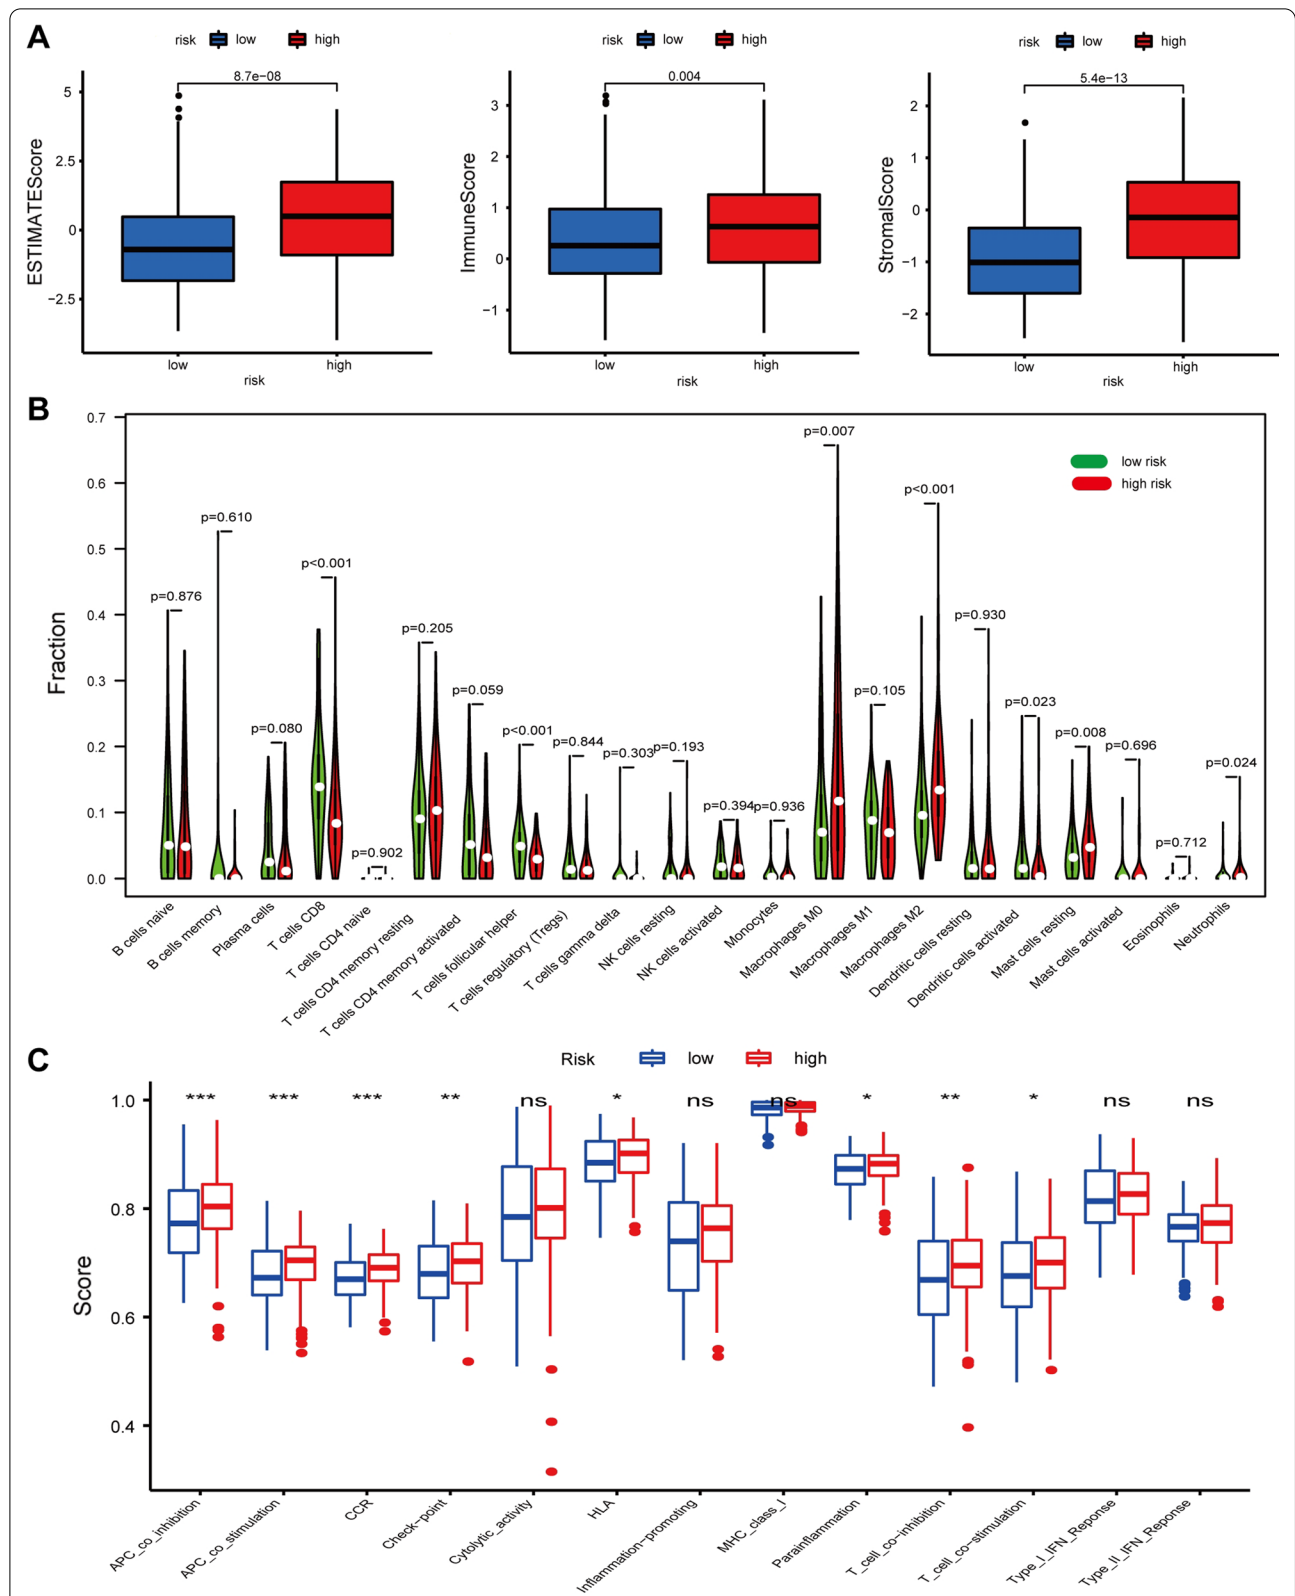 A
risk low high
8.7e−08
5
2.5
0
−2.5
ESTIMATEScore
low high
risk
risk low high
0.004
3
2
1
0
−1
ImmuneScore
low high
risk
risk low high
5.4e−13
2
1
0
−1
−2
StromalScore
low high
risk
B
0.7
0.6
0.5
0.4
0.3
0.2
0.1
0.0
Fraction
low risk
high risk
p=0.876
p=0.610
p=0.080
p<0.001
p=0.902
p=0.205
p=0.059
p<0.001
p=0.844
p=0.303
p=0.193
p=0.394
p=0.936
p=0.007
p=0.105
p<0.001
p=0.930
p=0.023
p=0.008
p=0.696
p=0.712
p=0.024
B cells naive
B cells memory
Plasma cells
T cells CD8
T cells CD4 naive
T cells CD4 memory resting
T cells CD4 memory activated
T cells follicular helper
T cells regulatory (Tregs)
T cells gamma delta
NK cells resting
NK cells activated
Monocytes
Macrophages M0
Macrophages M1
Macrophages M2
Dendritic cells resting
Dendritic cells activated
Mast cells resting
Mast cells activated
Eosinophils
Neutrophils
C
Risk low high
*** *** *** ** ns * ns ns * ** * ns ns
1.0
0.8
0.6
0.4
Score
APC_co_inhibition
APC_co_stimulation
CCR
Check−point
Cytolytic_activity
HLA
Inflammation−promoting
MHC_class_I
Parainflammation
T_cell_co−inhibition
T_cell_co−stimulation
Type_I_IFN_Reponse
Type_II_IFN_Reponse